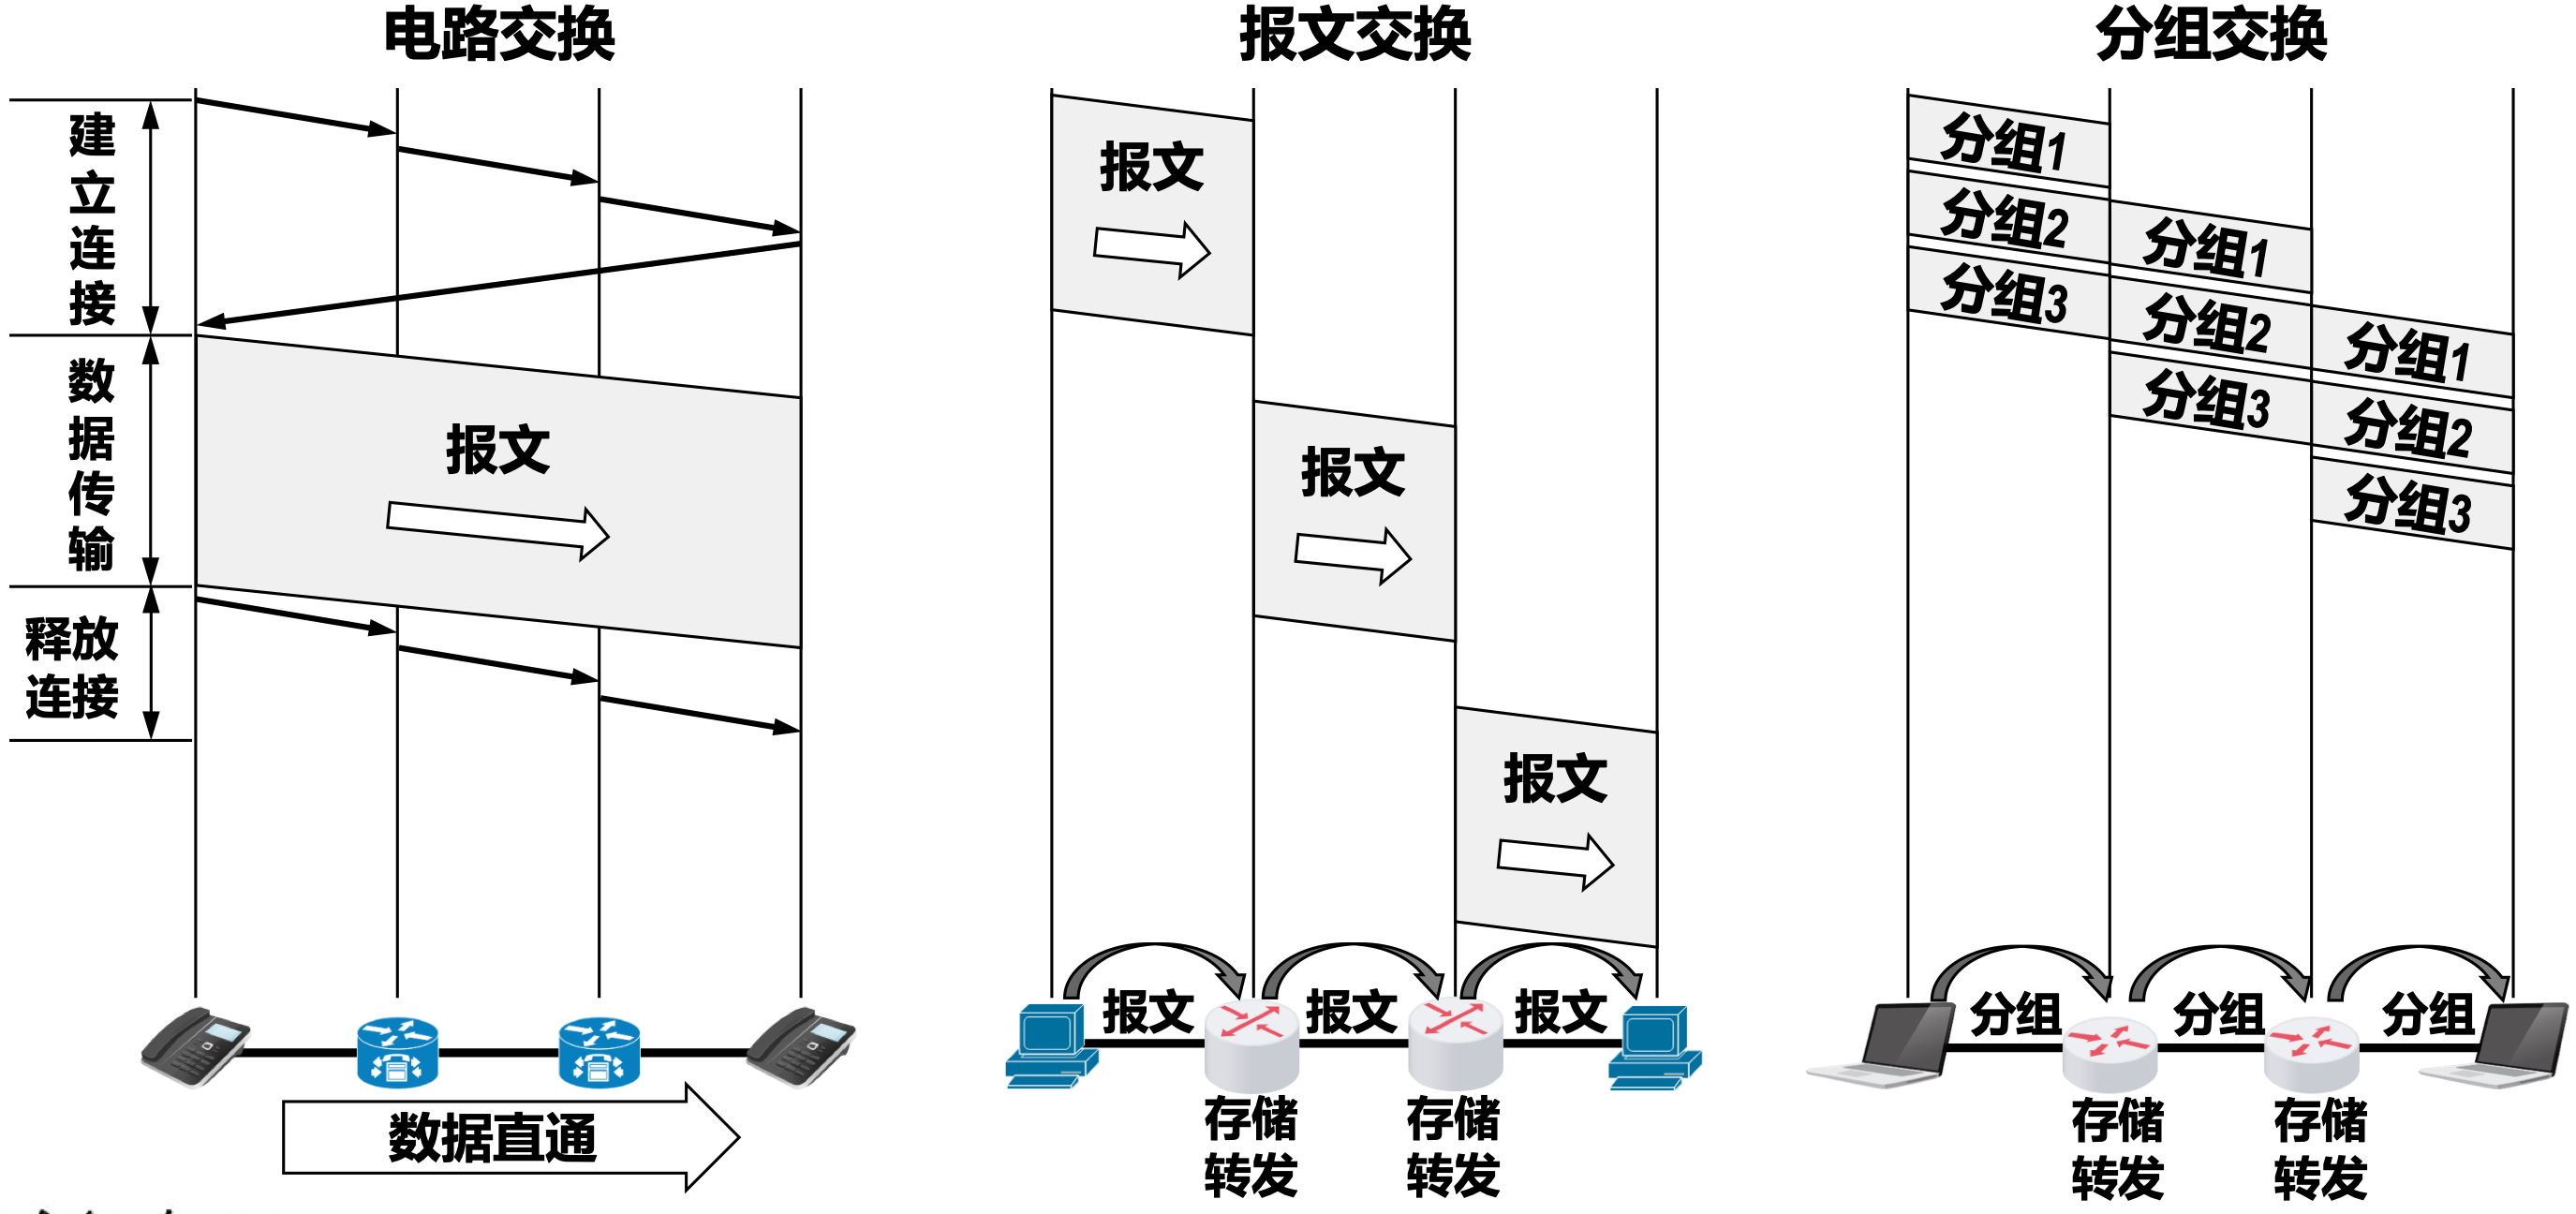 电路交换
报文交换
分组交换
建立连接
数据传输
释放
连接
报文
数据直通
报文
报文
报文
报文
报文
报文
存储
转发
存储
转发
分组1
分组2
分组1
分组3
分组2
分组1
分组3
分组2
分组3
分组
分组
分组
存储
转发
存储
转发